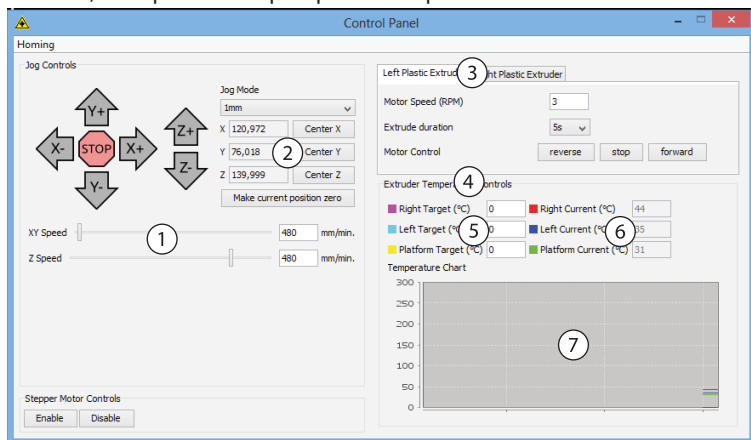 Control Panel
Homing
Jog Controls
Y+
X- STOP X+
Y-
Z+
Z-
Jog Mode
1mm
X 120,972 Center X
Y 76,018 2 Center Y
Z 139,999 Center Z
Make current position zero
XY Speed 1 480 mm/min.
Z Speed 480 mm/min.
Stepper Motor Controls
Enable Disable
Left Plastic Extrud 3 ht Plastic Extruder
Motor Speed (RPM) 3
Extrude duration 5s
Motor Control reverse stop forward
Extruder Temper 4 ontrols
Right Target (°C) 0 Right Current (°C) 44
Left Target (°C) 5 0 Left Current (°C 6 35
Platform Target (°C) 0 Platform Current (°C) 31
Temperature Chart
300
250
200
150 7
100
50
0